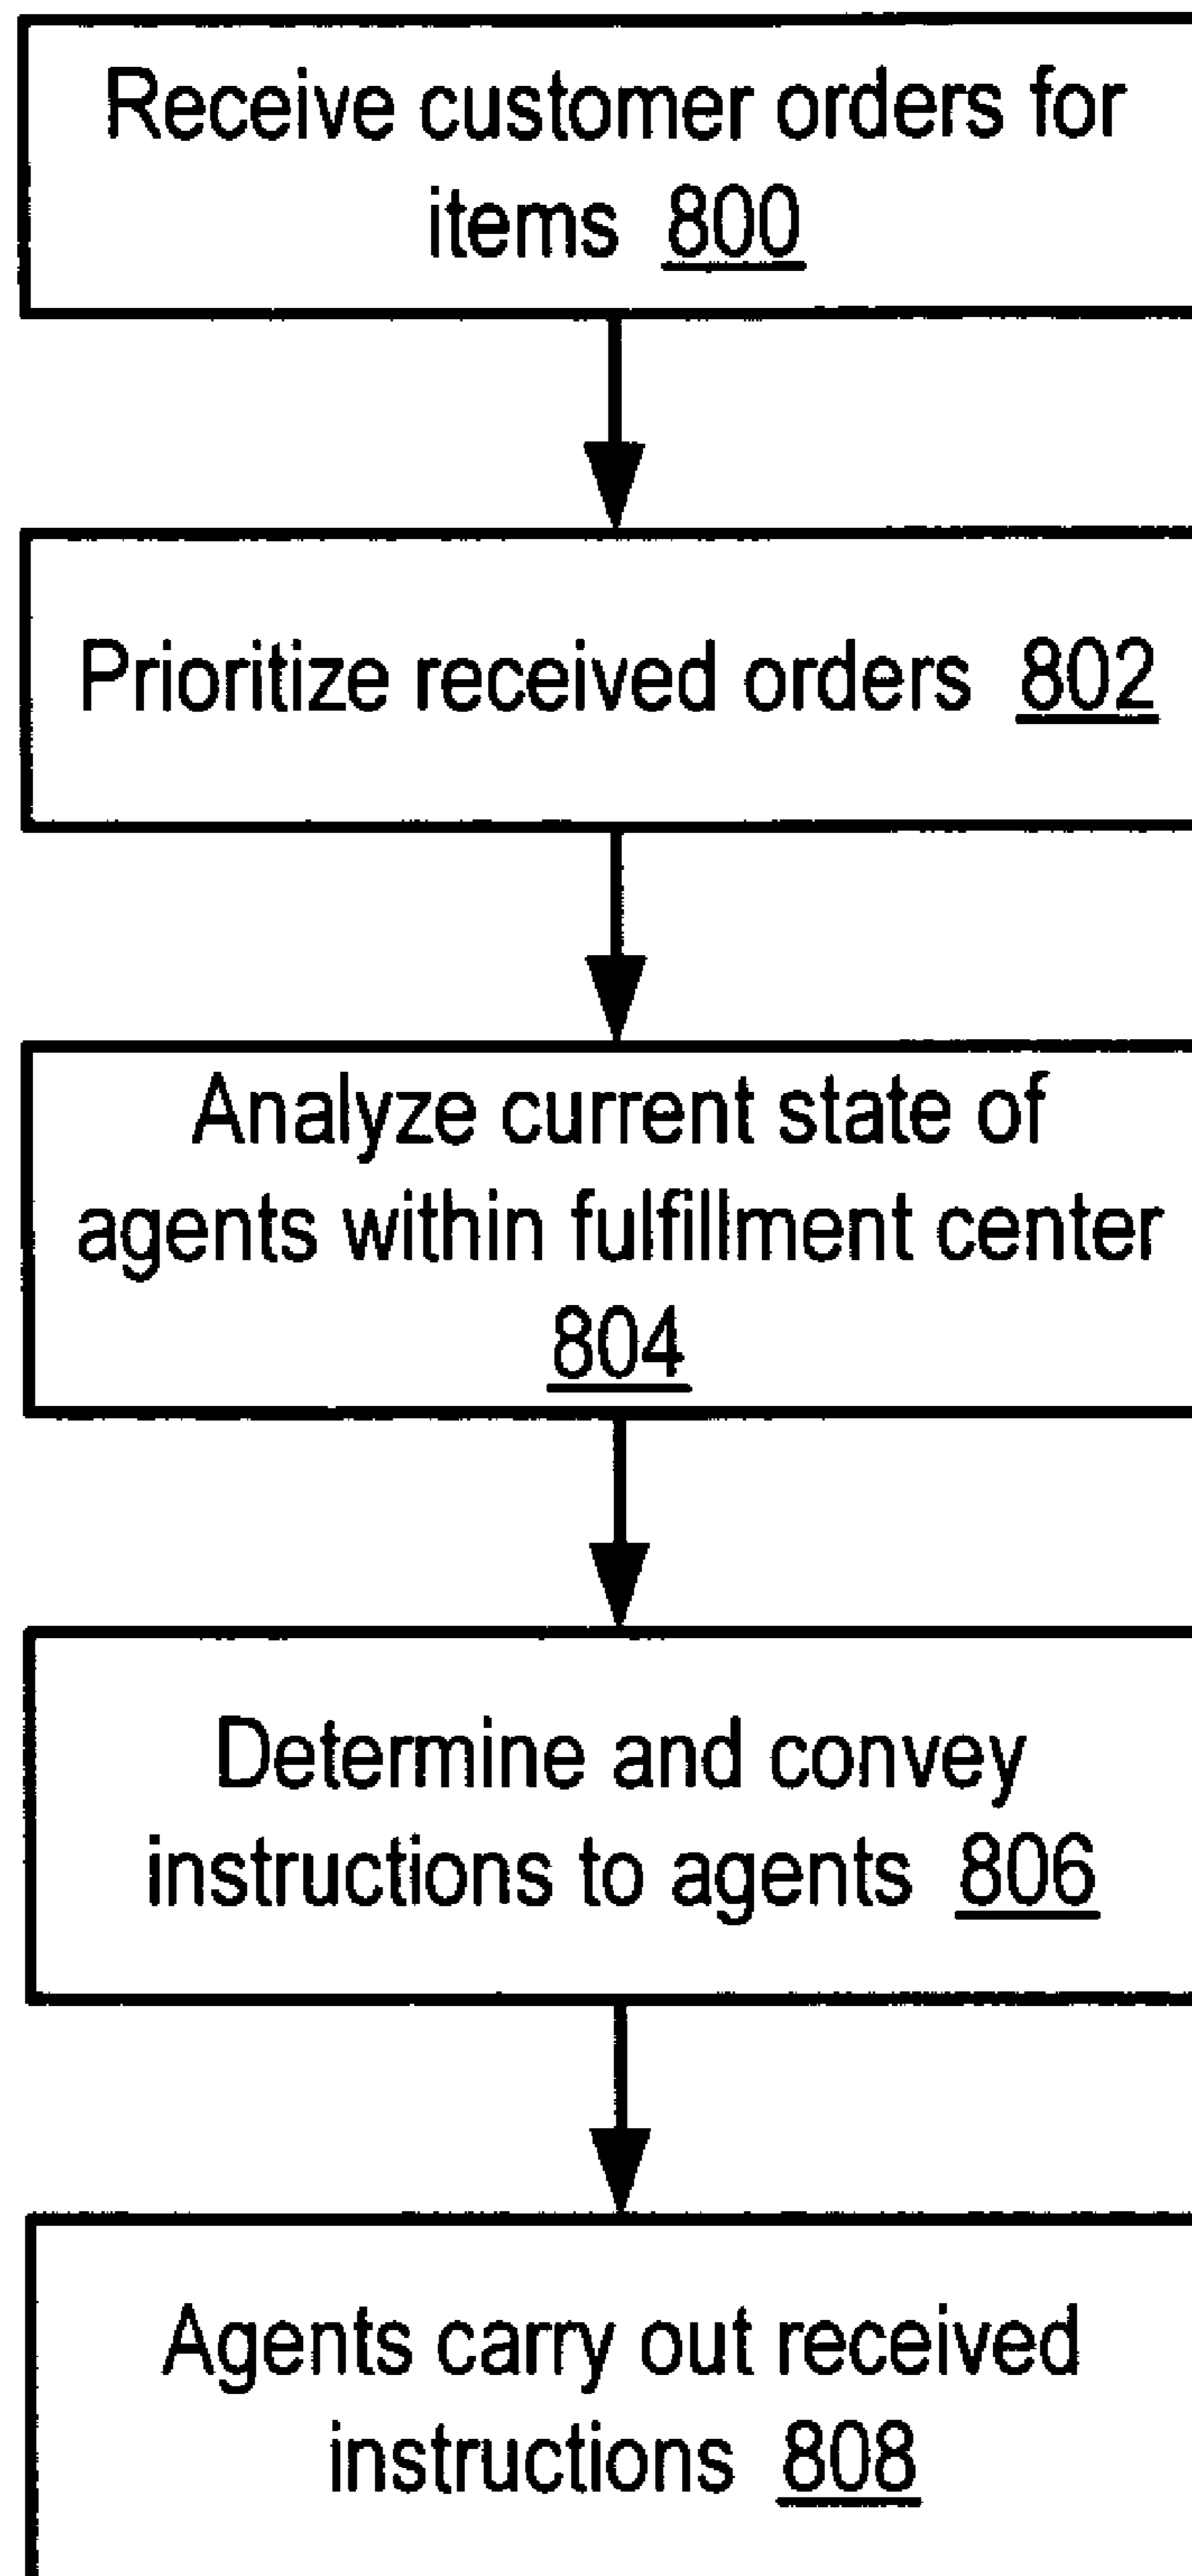 Receive customer orders for
items 800
Prioritize received orders 802
Analyze current state of
agents within fulfillment center
804
Determine and convey
instructions to agents 806
Agents carry out received
instructions 808